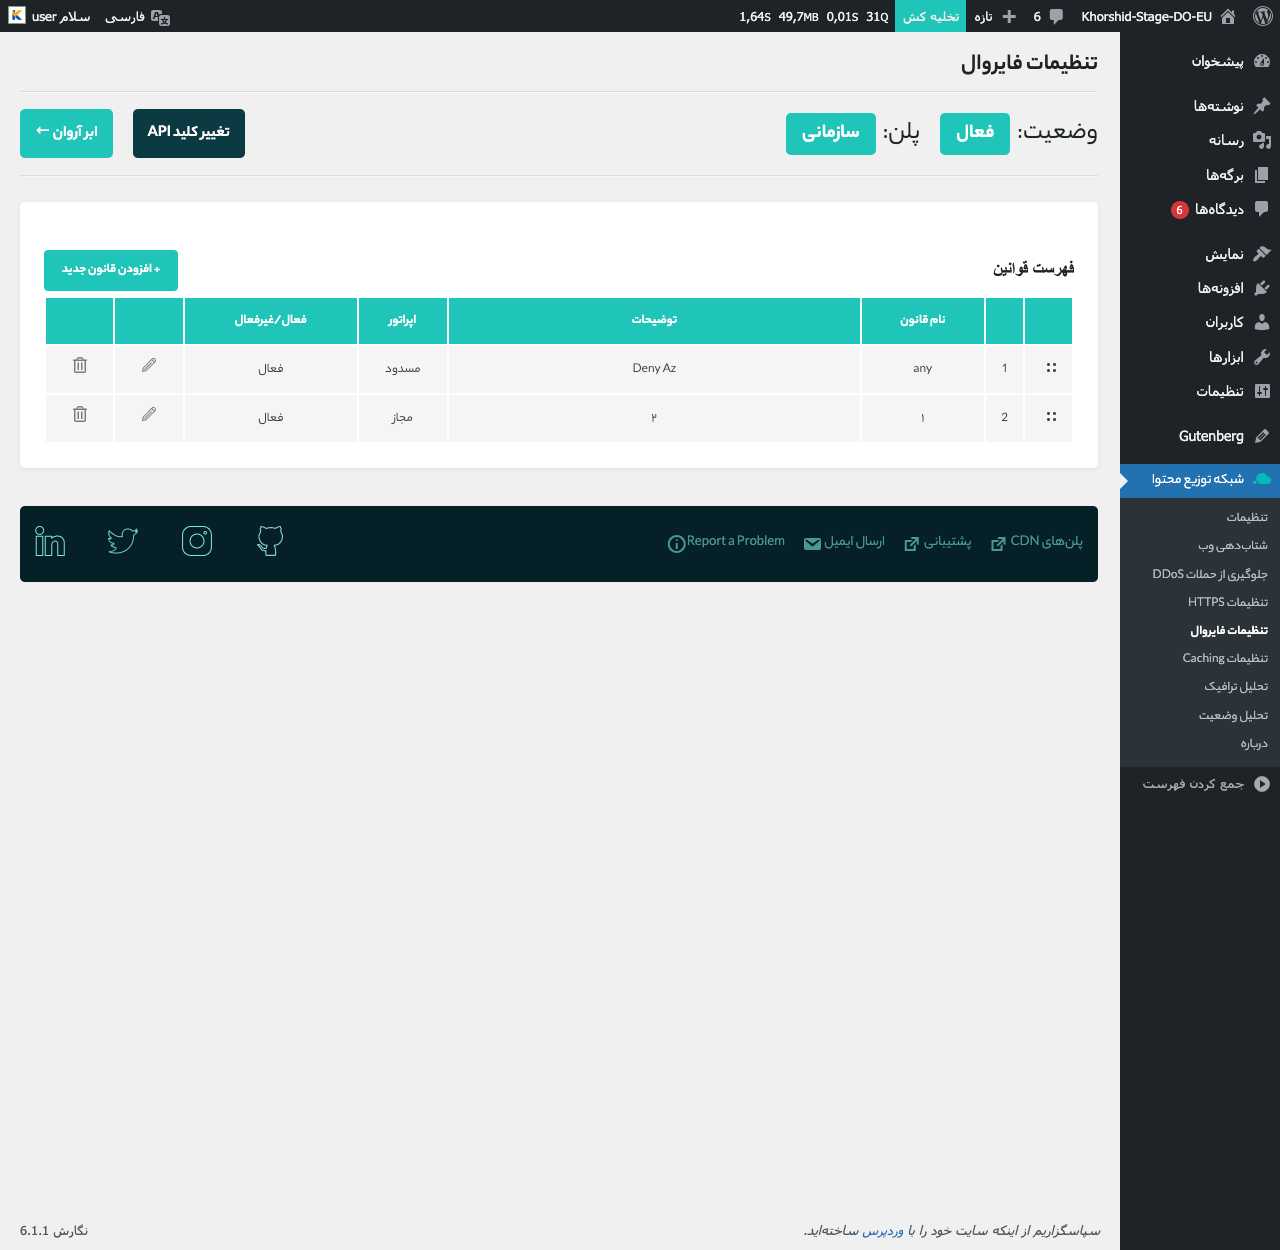 Khorshid-Stage-DO-EU
6
تازه
تخلیه کش
1,64S 49,7MB 0,01S 31Q
فارسی
سلام user
پیشخوان
نوشته‌ها
رسانه
برگه‌ها
دیدگاه‌ها 6
نمایش
افزونه‌ها
کاربران
ابزارها
تنظیمات
Gutenberg
شبکه توزیع محتوا
تنظیمات
شتاب‌دهی وب
جلوگیری از حملات DDoS
تنظیمات HTTPS
تنظیمات فایروال
تنظیمات Caching
تحلیل ترافیک
تحلیل وضعیت
درباره
جمع کردن فهرست
تنظیمات فایروال
وضعیت: فعال پلن: سازمانی
تغییر کلید API
ابر آروان ←
فهرست قوانین
+ افزودن قانون جدید
نام قانون توضیحات اپراتور فعال/غیرفعال
1 any Deny Az مسدود فعال
2 ۱ ۲ مجاز فعال
پلن‌های CDN
پشتیبانی
ارسال ایمیل
Report a Problem
سپاسگزاریم از اینکه سایت خود را با وردپرس ساخته‌اید.
نگارش 6.1.1